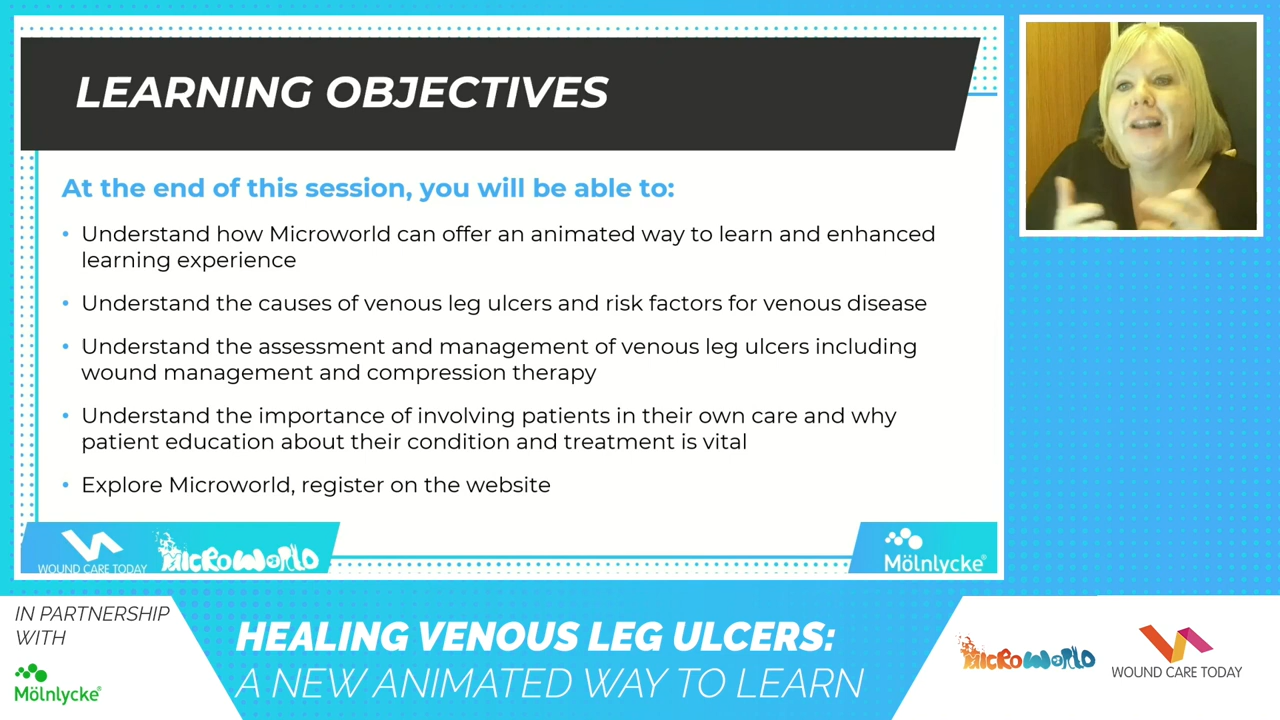 LEARNING OBJECTIVES
At the end of this session, you will be able to:
• Understand how Microworld can offer an animated way to learn and enhanced
learning experience
• Understand the causes of venous leg ulcers and risk factors for venous disease
• Understand the assessment and management of venous leg ulcers including
wound management and compression therapy
• Understand the importance of involving patients in their own care and why
patient education about their condition and treatment is vital
• Explore Microworld, register on the website
WOUND CARE TODAY
MICROWORLD
Mölnlycke®
IN PARTNERSHIP
WITH
Mölnlycke®
HEALING VENOUS LEG ULCERS:
A NEW ANIMATED WAY TO LEARN
MICROWORLD
WOUND CARE TODAY